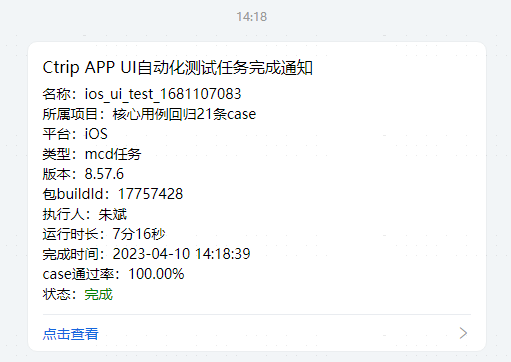 14:18
Ctrip APP UI自动化测试任务完成通知
名称：ios_ui_test_1681107083
所属项目：核心用例回归21条case
平台：iOS
类型：mcd任务
版本：8.57.6
包buildId：17757428
执行人：朱斌
运行时长：7分16秒
完成时间：2023-04-10 14:18:39
case通过率：100.00%
状态：完成
点击查看